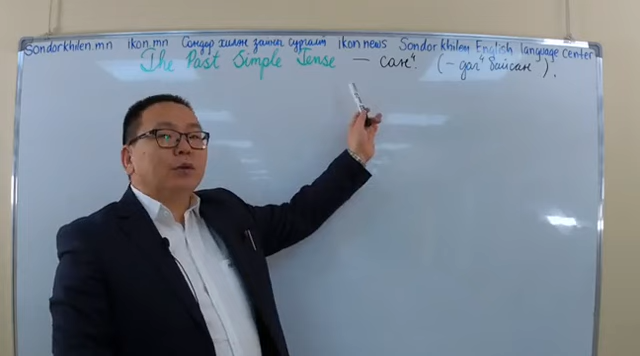 Sondorkhilen.mn ikon.mn Сондор хилэн зайны сургалт ikon news Sondor khilen English language center
The Past Simple Tense — сан⁴. (– даг⁴ байсан ).